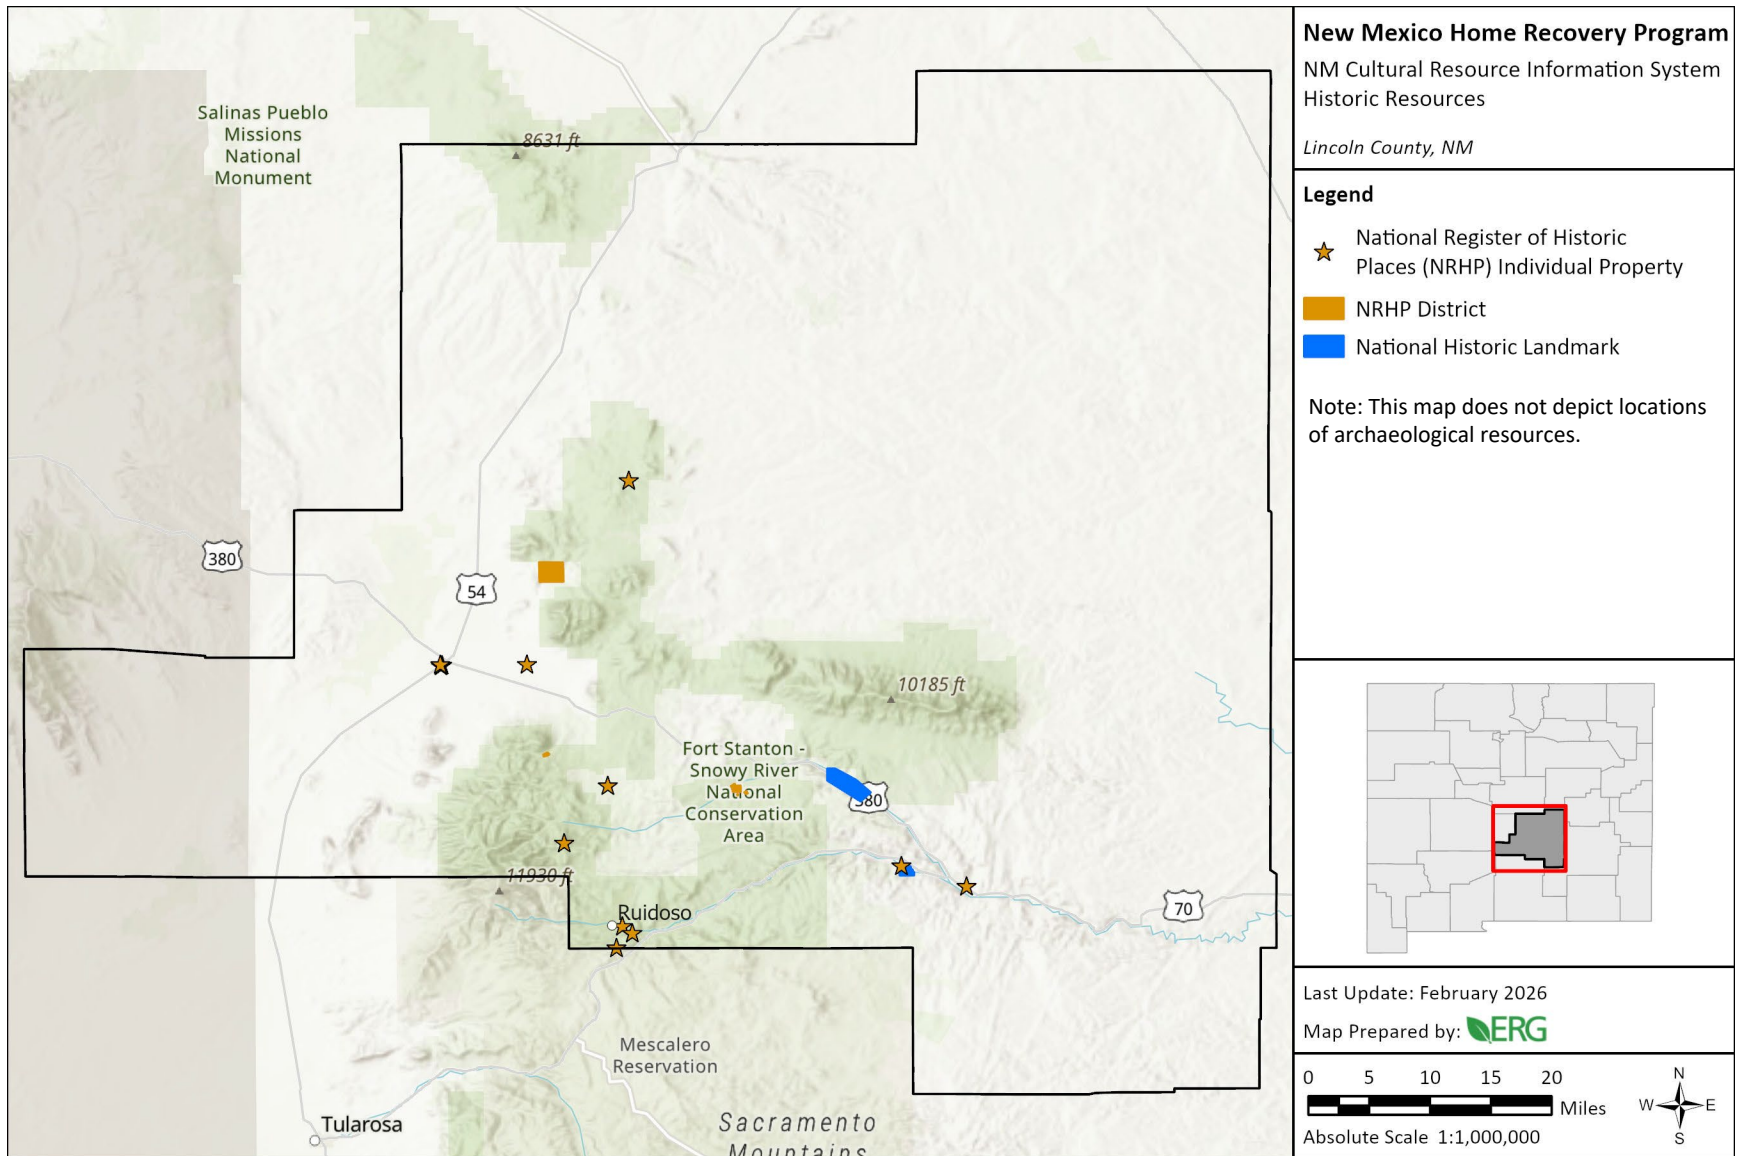 New Mexico Home Recovery Program
NM Cultural Resource Information System
Historic Resources
Lincoln County, NM
Legend
National Register of Historic
Places (NRHP) Individual Property
NRHP District
National Historic Landmark
Note: This map does not depict locations
of archaeological resources.
Salinas Pueblo
Missions
National
Monument
8631 ft
380
54
10185 ft
Fort Stanton -
Snowy River
National
Conservation
Area
380
11930 ft
Ruidoso
70
Mescalero
Reservation
Tularosa
Sacramento
Mountains
Last Update: February 2026
Map Prepared by: ERG
0 5 10 15 20
Miles
Absolute Scale 1:1,000,000
N
W E
S